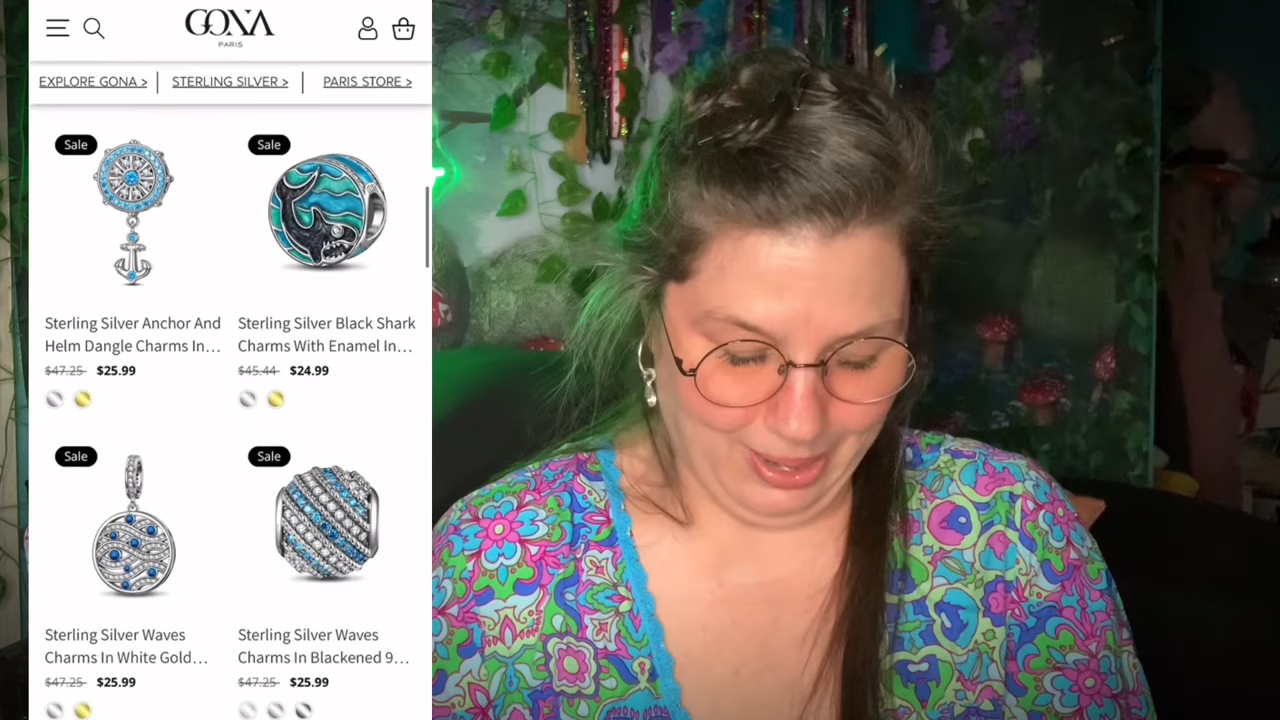 GONA
PARIS
EXPLORE GONA >
STERLING SILVER >
PARIS STORE >
Sale
Sale
Sterling Silver Anchor And
Helm Dangle Charms In...
Sterling Silver Black Shark
Charms With Enamel In...
$47.25 $25.99
$45.44 $24.99
Sale
Sale
Sterling Silver Waves
Charms In White Gold...
Sterling Silver Waves
Charms In Blackened 9...
$47.25 $25.99
$47.25 $25.99